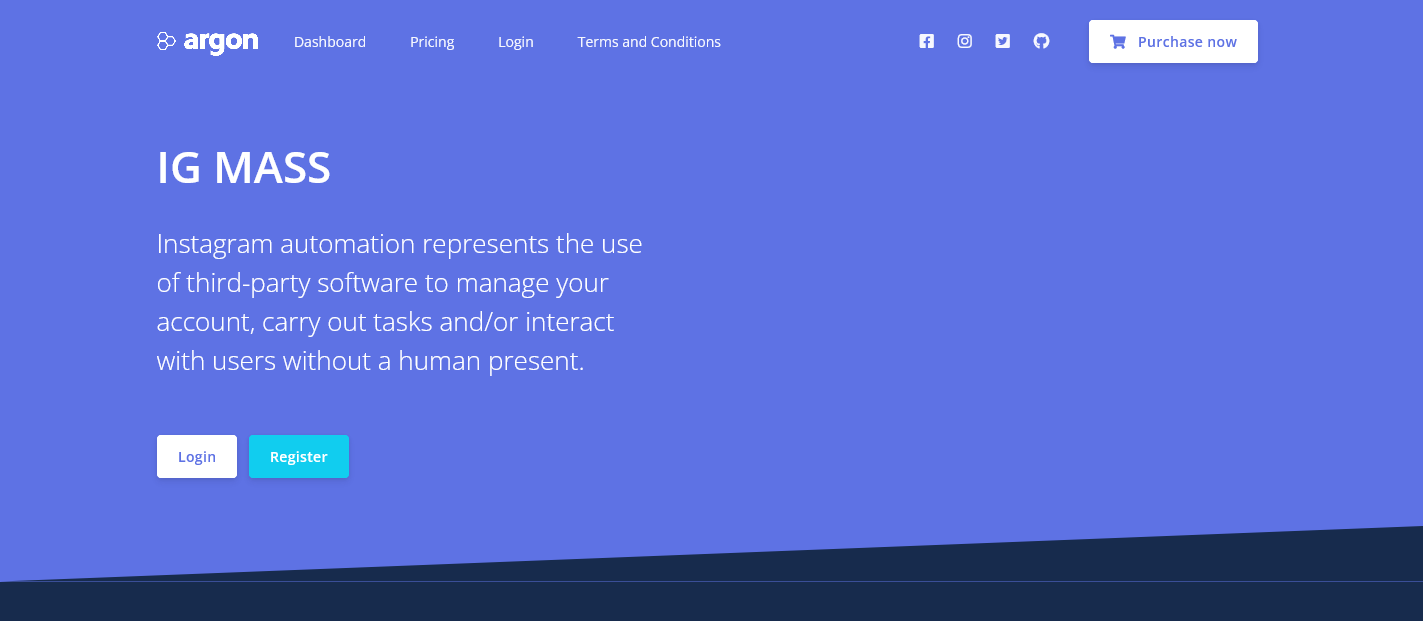 argon Dashboard Pricing Login Terms and Conditions Purchase now
IG MASS
Instagram automation represents the use
of third-party software to manage your
account, carry out tasks and/or interact
with users without a human present.
Login Register